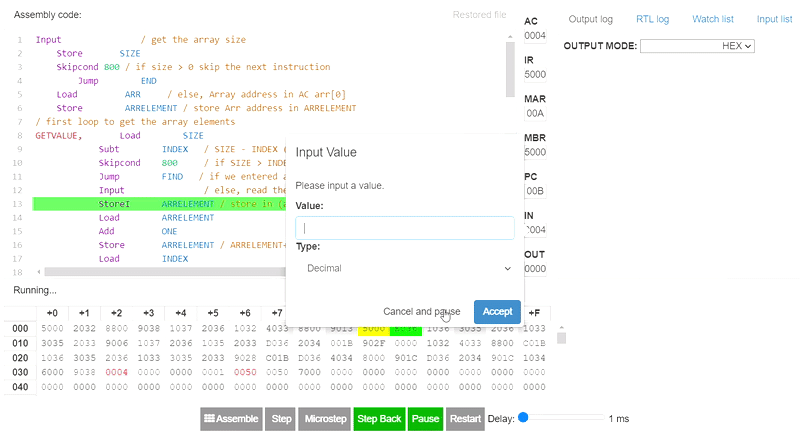 Assembly code:
Restored file
1 Input / get the array size
2 Store SIZE
3 Skipcond 800 / if size > 0 skip the next instruction
4 Jump END
5 Load ARR / else, Array address in AC arr[0]
6 Store ARRELEMENT / store Arr address in ARRELEMENT
7 / first loop to get the array elements
8 GETVALUE, Load SIZE
9 Subt INDEX / SIZE - INDEX (
10 Skipcond 800 / if SIZE > INDE
11 Jump FIND / if we entered a
12 Input / else, read the
13 StoreI ARRELEMENT / store in (a
14 Load ARRELEMENT
15 Add ONE
16 Store ARRELEMENT / ARRELEMENT+
17 Load INDEX
18
Running...
AC
0004
IR
5000
MAR
00A
MBR
5000
PC
00B
IN
0004
OUT
0000
Output log RTL log Watch list Input list
OUTPUT MODE: HEX
Input Value
Please input a value.
Value:
Type:
Decimal
Cancel and pause Accept
+0 +1 +2 +3 +4 +5 +6 +7 +F
000 5000 2032 8800 9038 1037 2036 1032 4033 8800 9013 5000 1036 3035 2036 1033
010 3035 2033 9006 1037 2036 1035 2033 D036 2034 001B 902F 0000 1032 4033 8800 C01B
020 1036 3035 2036 1033 3035 2033 9028 C01B D036 4034 8000 901C D036 2034 901C 1034
030 6000 9038 0004 0000 0000 0001 0050 0050 7000 0000 0000 0000 0000 0000 0000 0000
040 0000 0000 0000 0000 0000 0000 0000 0000 0000 0000 0000 0000 0000 0000 0000 0000
Assemble Step Microstep Step Back Pause Restart Delay: 1 ms